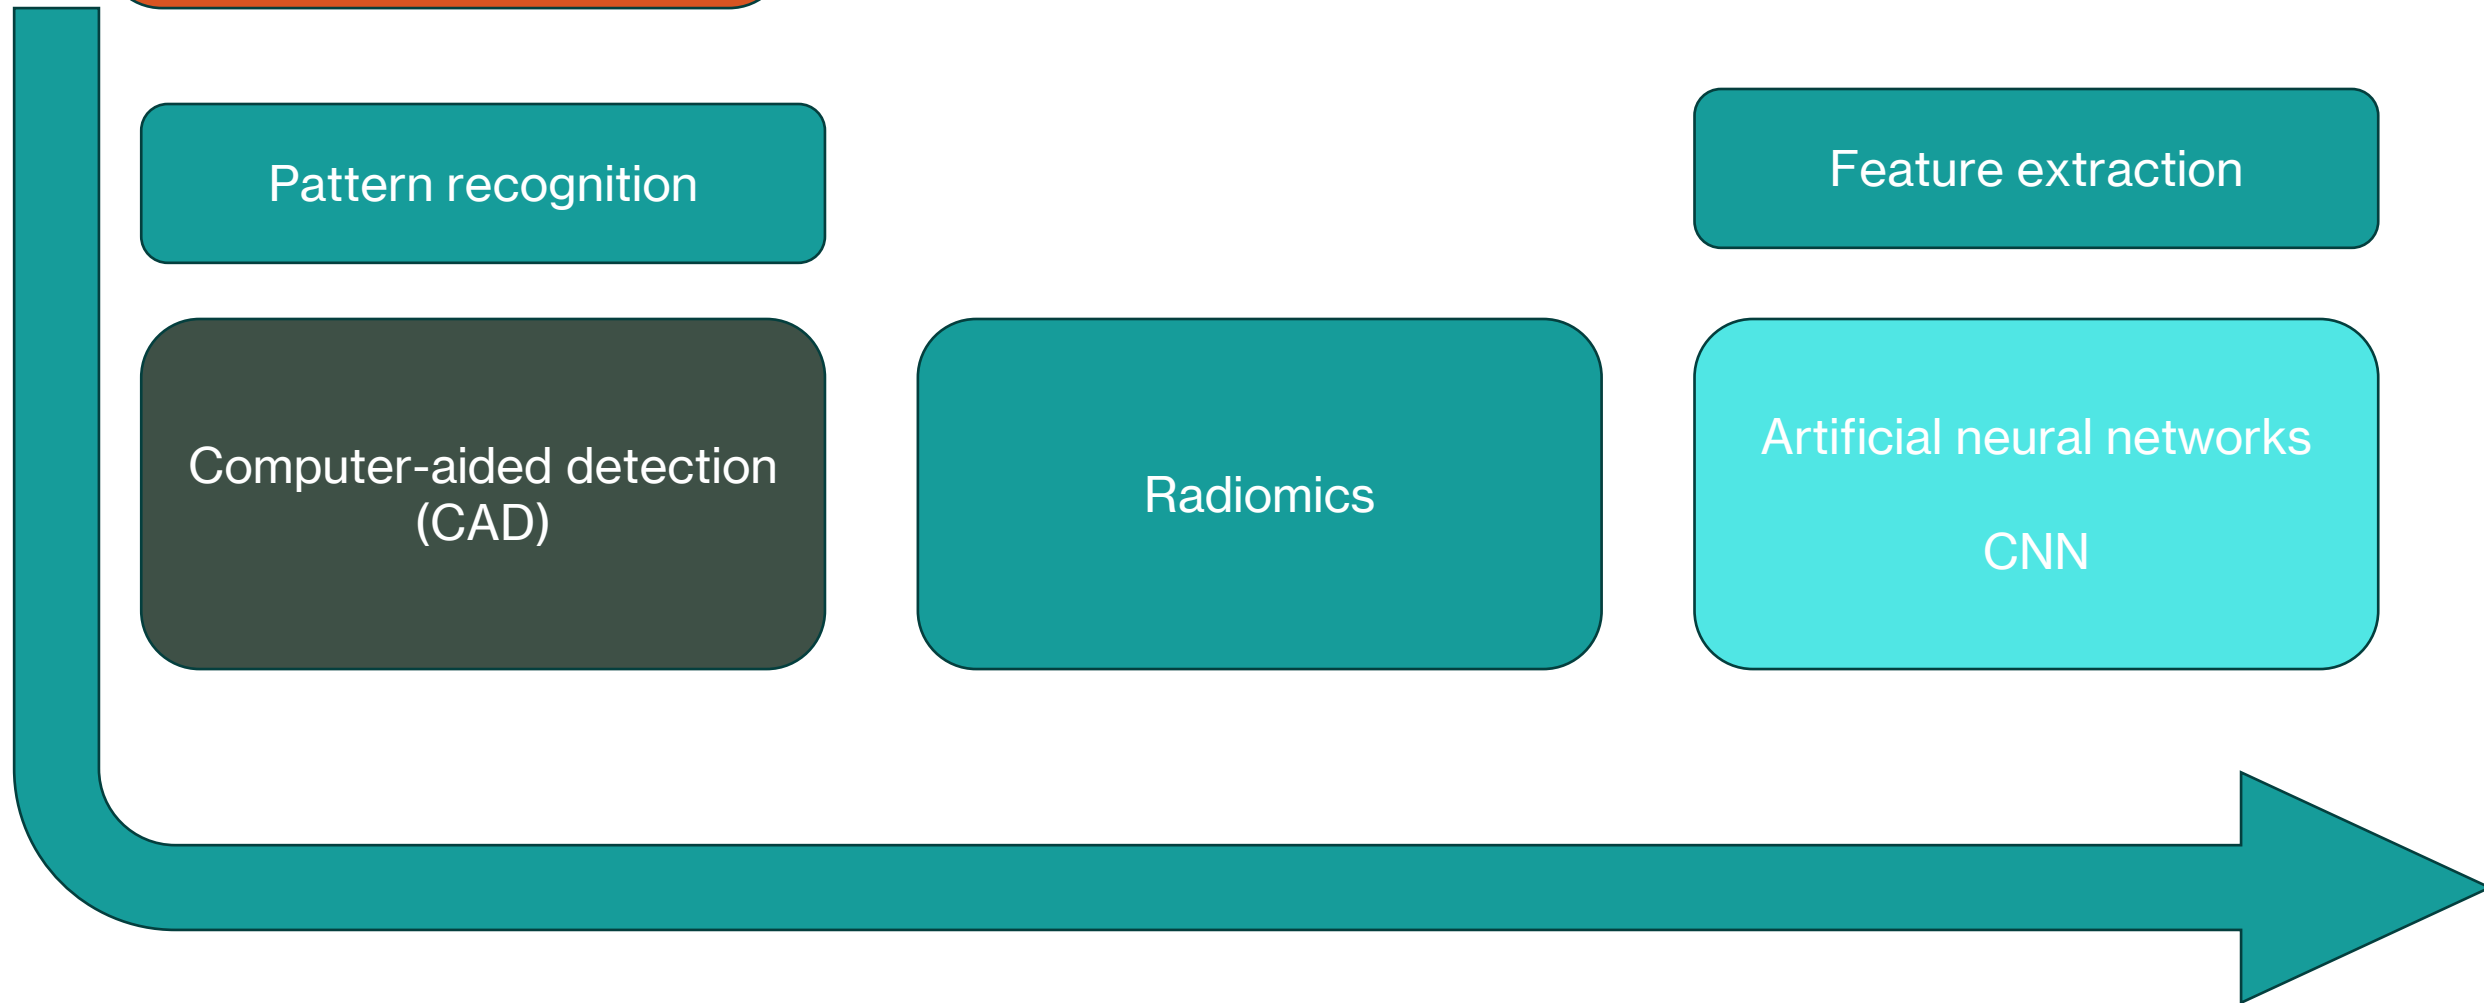 Pattern recognition
Feature extraction
Computer-aided detection
(CAD)
Radiomics
Artificial neural networks
CNN